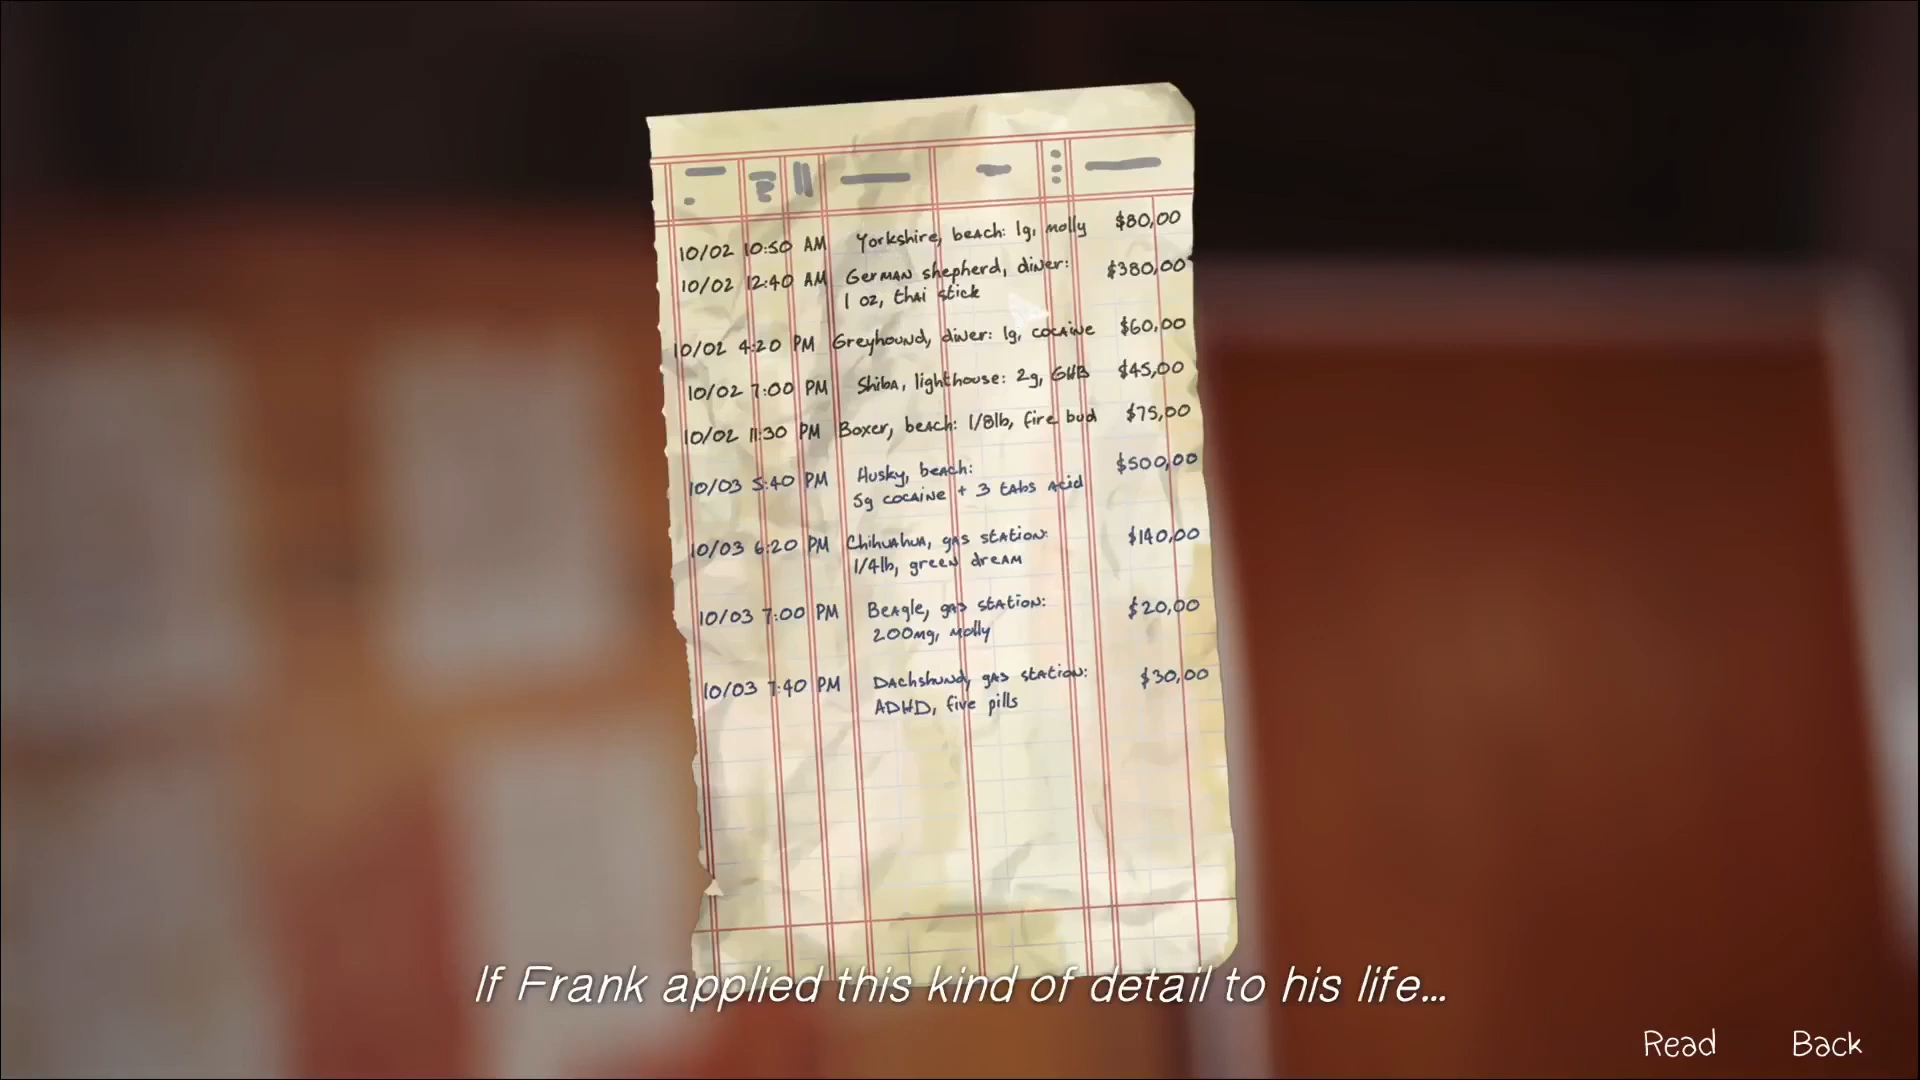 10/02 10:50 AM Yorkshire, beach: 1g, molly $80,00
10/02 12:40 AM German shepherd, diner: $380,00
1 oz, thai stick
10/02 4:20 PM Greyhound, diner: 1g, cocaine $60,00
10/02 7:00 PM Shiba, lighthouse: 2g, GHB $45,00
10/02 11:30 PM Boxer, beach: 1/8lb, fire bud $75,00
10/03 5:40 PM Husky, beach: $500,00
5g cocaine + 3 tabs acid
10/03 6:20 PM Chihuahua, gas station: $140,00
1/4lb, green dream
10/03 7:00 PM Beagle, gas station: $20,00
200mg, molly
10/03 7:40 PM Dachshund, gas station: $30,00
ADHD, five pills
If Frank applied this kind of detail to his life...
Read Back